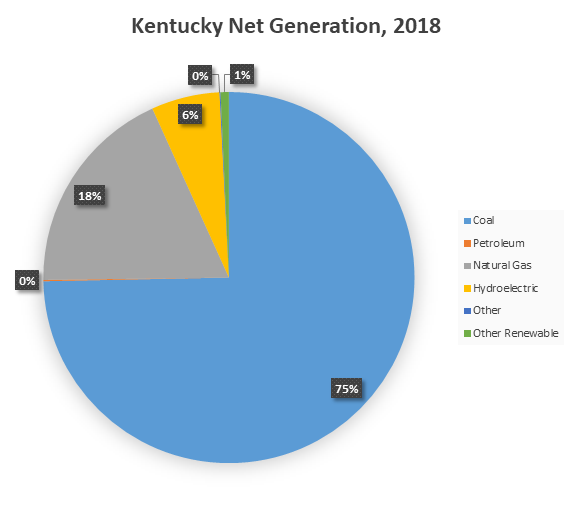 Kentucky Net Generation, 2018
0%
1%
6%
18%
0%
75%
Coal
Petroleum
Natural Gas
Hydroelectric
Other
Other Renewable